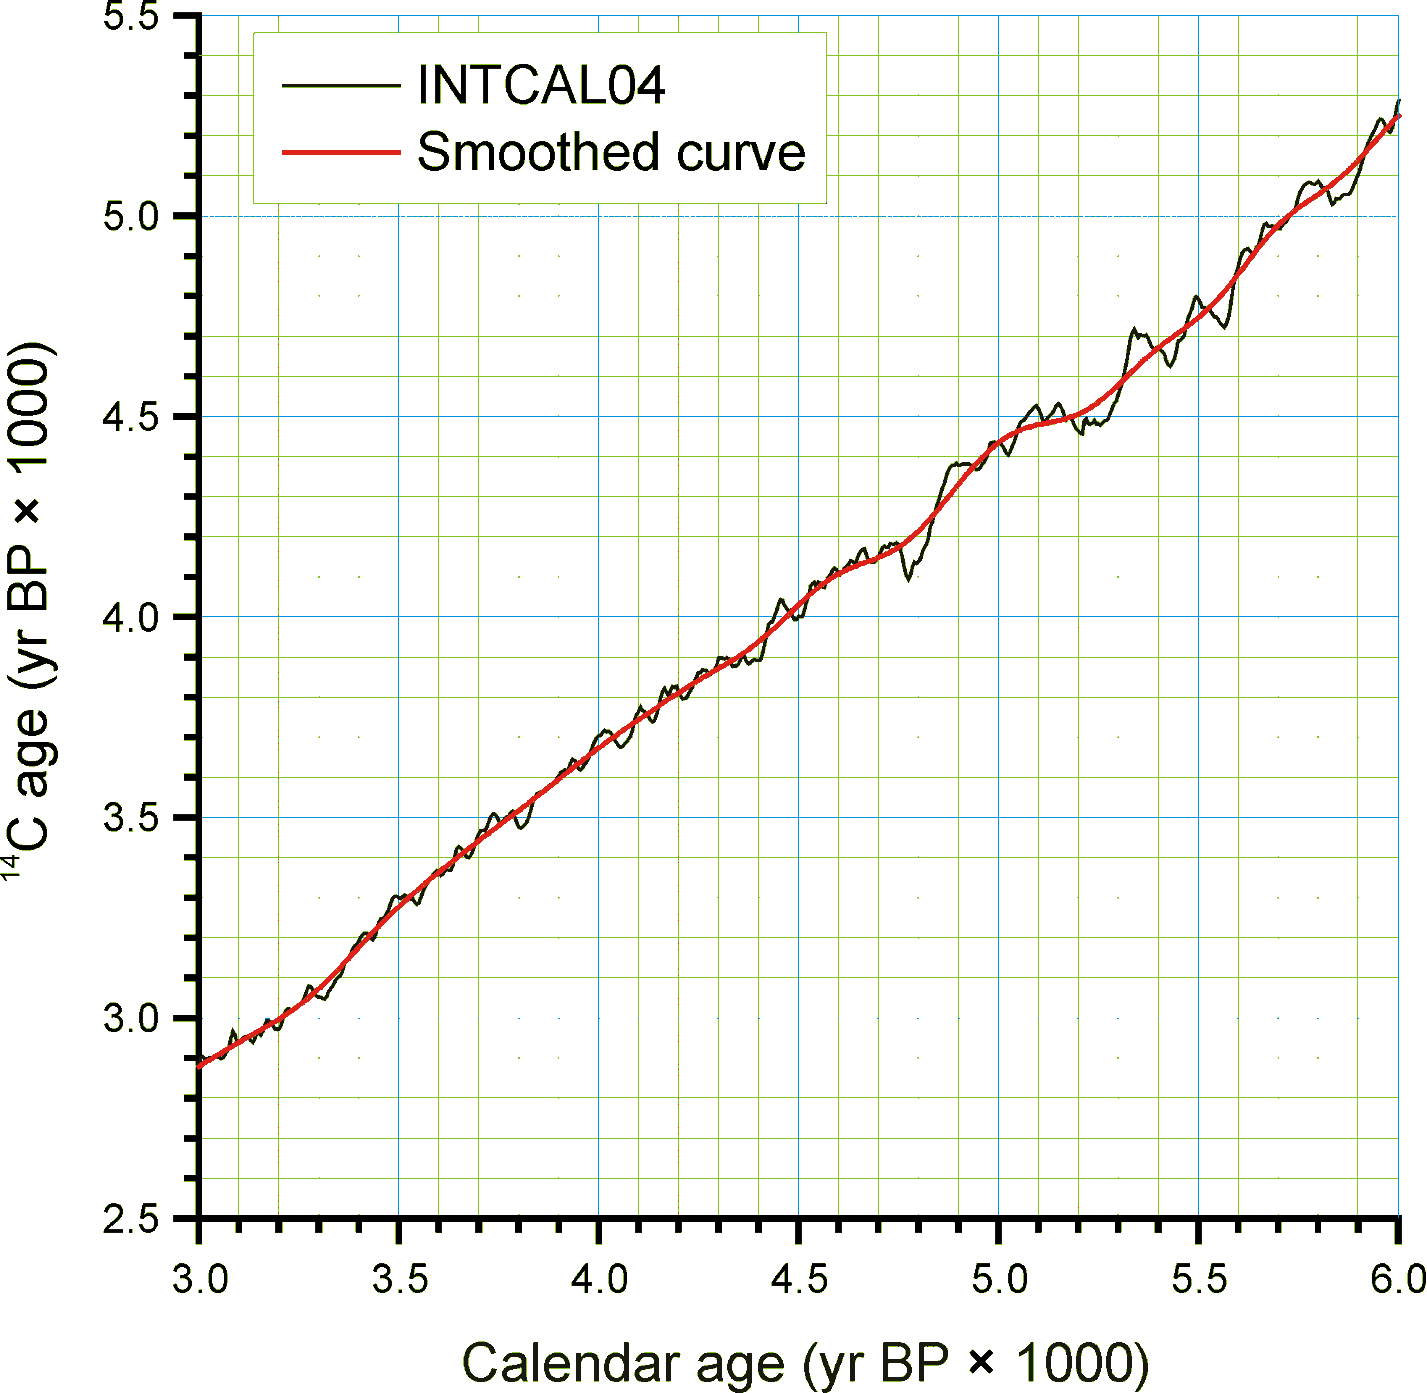 5.5
INTCAL04
Smoothed curve
5.0
4.5
4.0
3.5
3.0
2.5
¹⁴C age (yr BP × 1000)
3.0 3.5 4.0 4.5 5.0 5.5 6.0
Calendar age (yr BP × 1000)